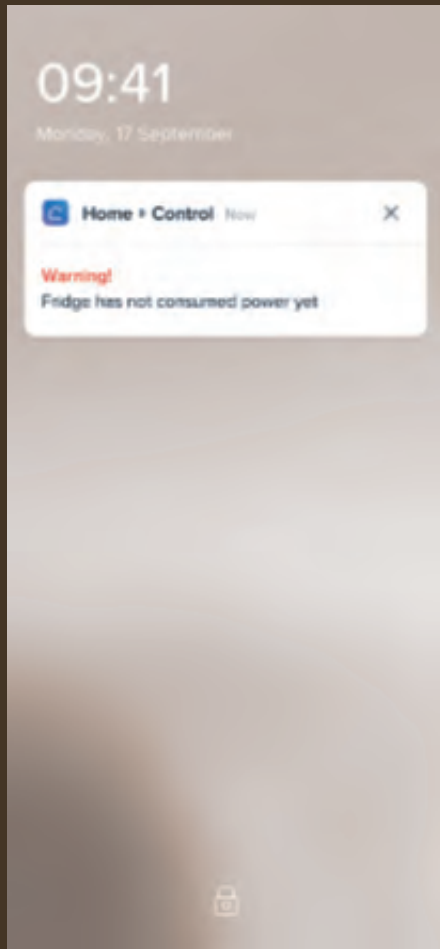 09:41
Monday, 17 September
Home + Control Now
Warning!
Fridge has not consumed power yet